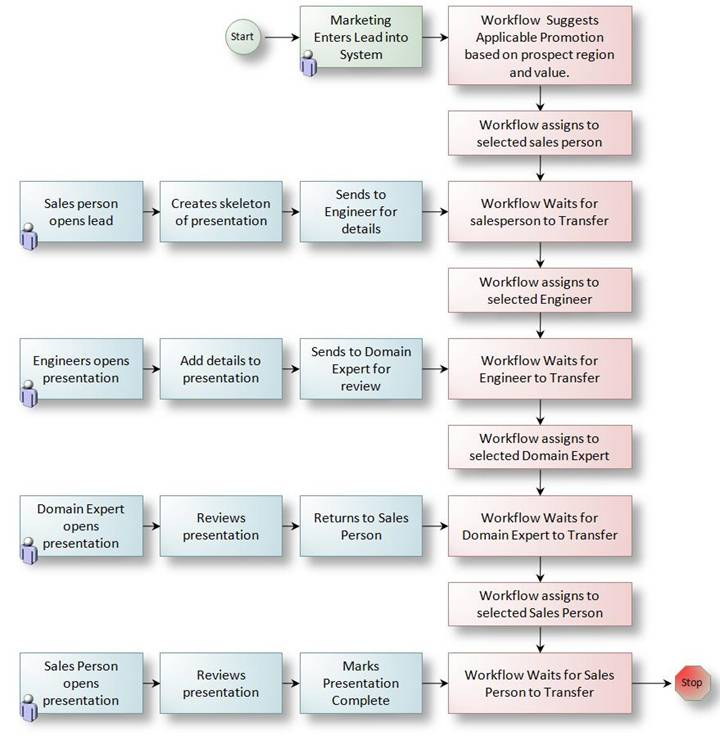 Start
Marketing
Enters Lead into
System
Workflow Suggests
Applicable Promotion
based on prospect region
and value.
Workflow assigns to
selected sales person
Sales person
opens lead
Creates skeleton
of presentation
Sends to
Engineer for
details
Workflow Waits for
salesperson to Transfer
Workflow assigns to
selected Engineer
Engineers opens
presentation
Add details to
presentation
Sends to Domain
Expert for
review
Workflow Waits for
Engineer to Transfer
Workflow assigns to
selected Domain Expert
Domain Expert
opens
presentation
Reviews
presentation
Returns to Sales
Person
Workflow Waits for
Domain Expert to Transfer
Workflow assigns to
selected Sales Person
Sales Person
opens
presentation
Reviews
presentation
Marks
Presentation
Complete
Workflow Waits for Sales
Person to Transfer
Stop